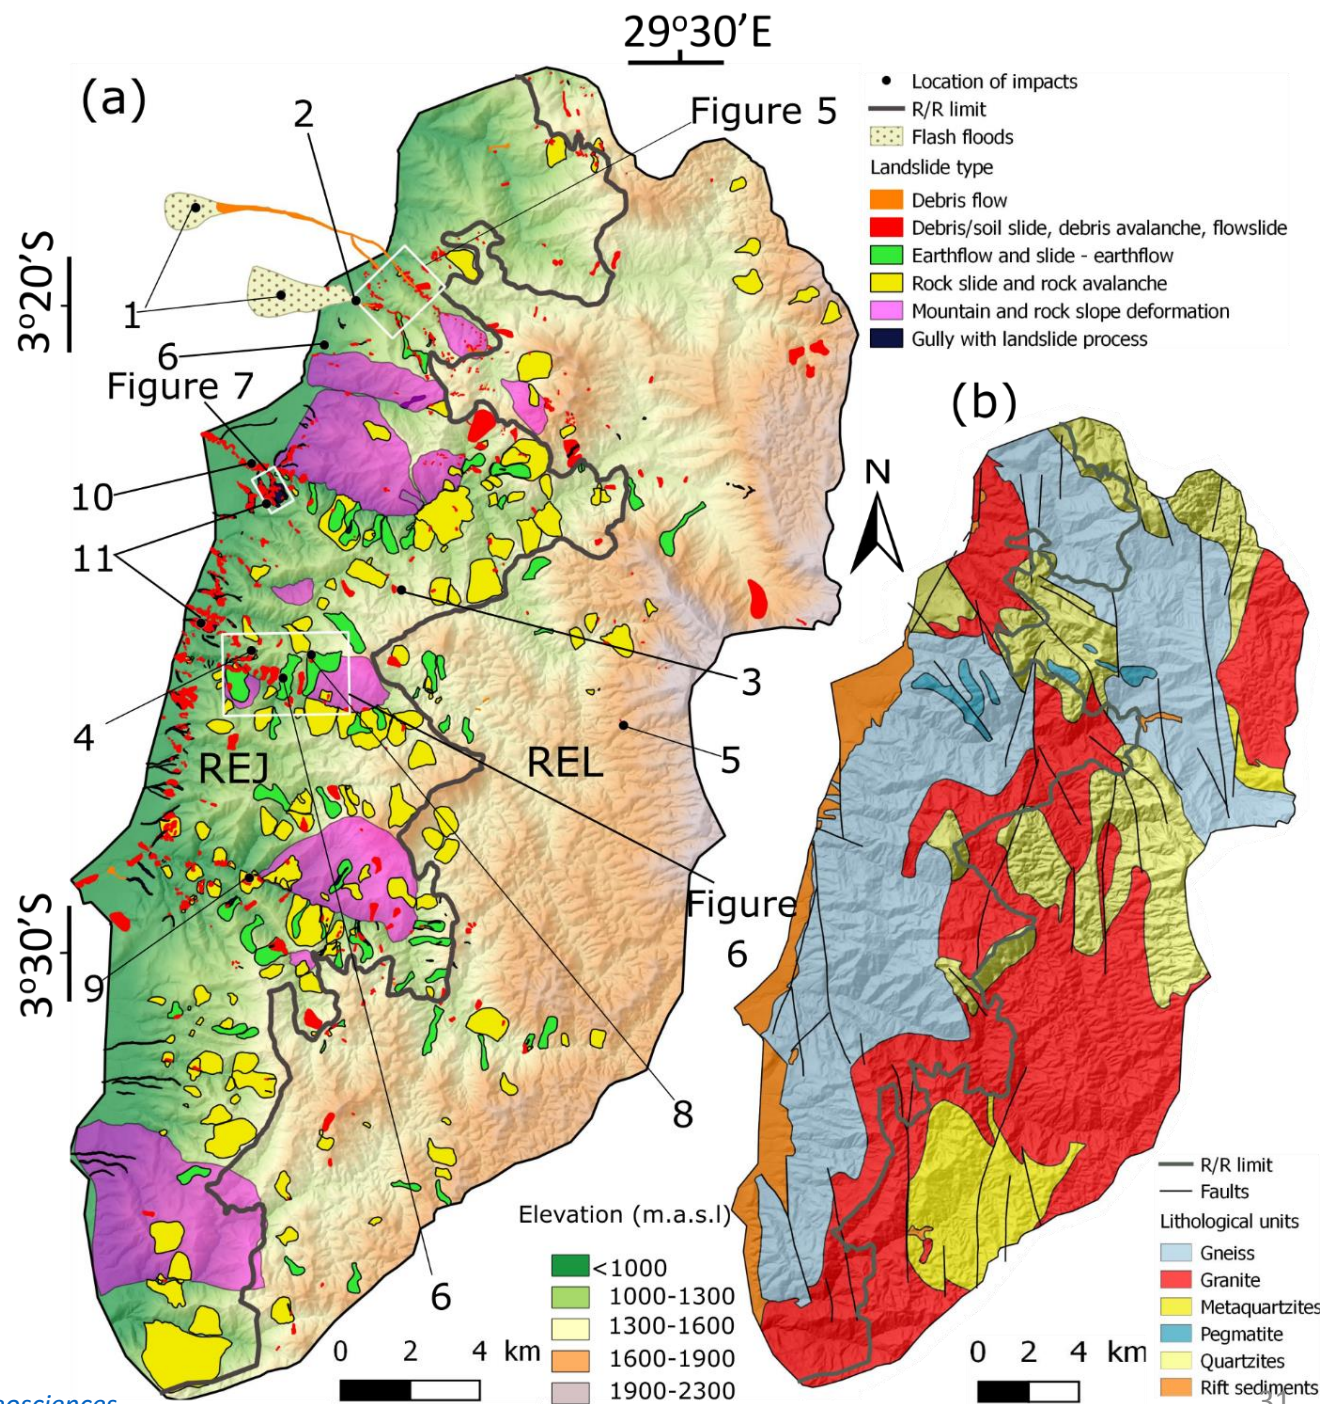 29°30'E
(a)
2
Figure 5
Location of impacts
R/R limit
Flash floods
Landslide type
Debris flow
Debris/soil slide, debris avalanche, flowslide
Earthflow and slide - earthflow
Rock slide and rock avalanche
Mountain and rock slope deformation
Gully with landslide process
3°20'S
1
6
Figure 7
(b)
N
10
11
3
4
5
REJ
REL
Figure
6
3°30'S
9
8
6
Elevation (m.a.s.l)
<1000
1000-1300
1300-1600
1600-1900
1900-2300
0 2 4 km
R/R limit
Faults
Lithological units
Gneiss
Granite
Metaquartzites
Pegmatite
Quartzites
Rift sediments
0 2 4 km
31